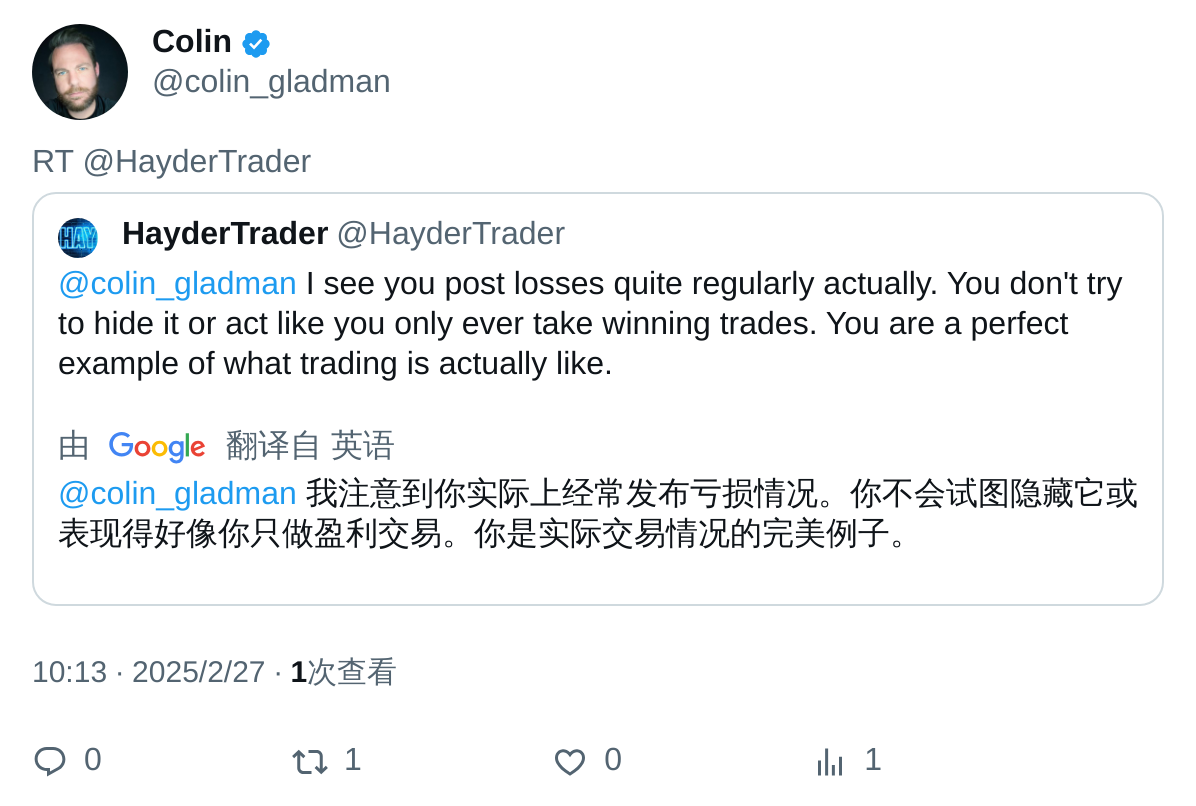 Colin
@colin_gladman
RT @HayderTrader
HAY
HayderTrader @HayderTrader
@colin_gladman I see you post losses quite regularly actually. You don't try
to hide it or act like you only ever take winning trades. You are a perfect
example of what trading is actually like.
由 Google 翻译自 英语
@colin_gladman 我注意到你实际上经常发布亏损情况。你不会试图隐藏它或
表现得好像你只做盈利交易。你是实际交易情况的完美例子。
10:13 · 2025/2/27 · 1次查看
0 1 0 1